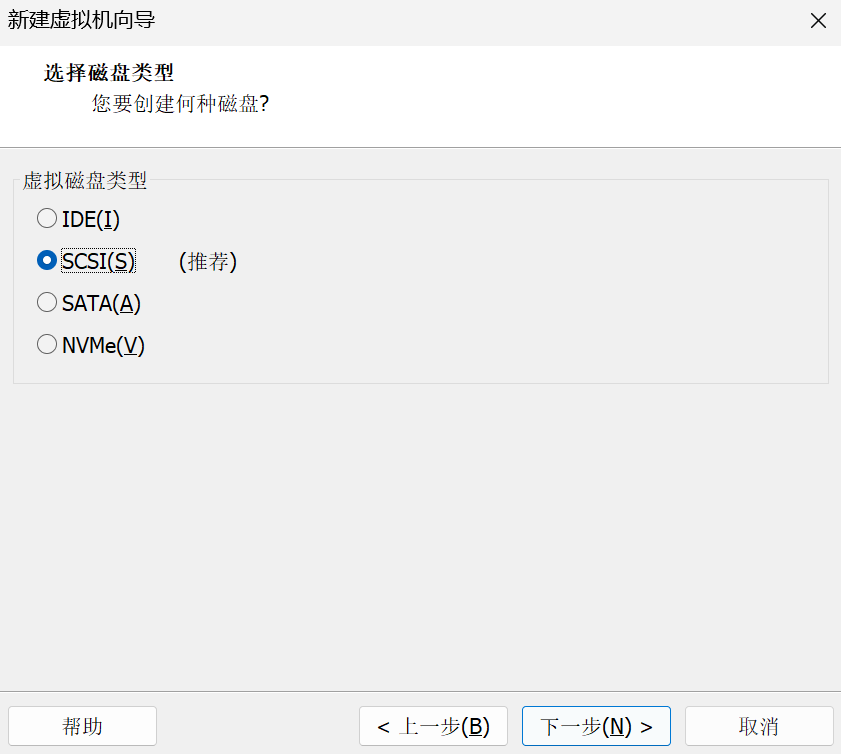 新建虚拟机向导
选择磁盘类型
您要创建何种磁盘?
虚拟磁盘类型
IDE(I)
SCSI(S) (推荐)
SATA(A)
NVMe(V)
帮助 < 上一步(B) 下一步(N) > 取消